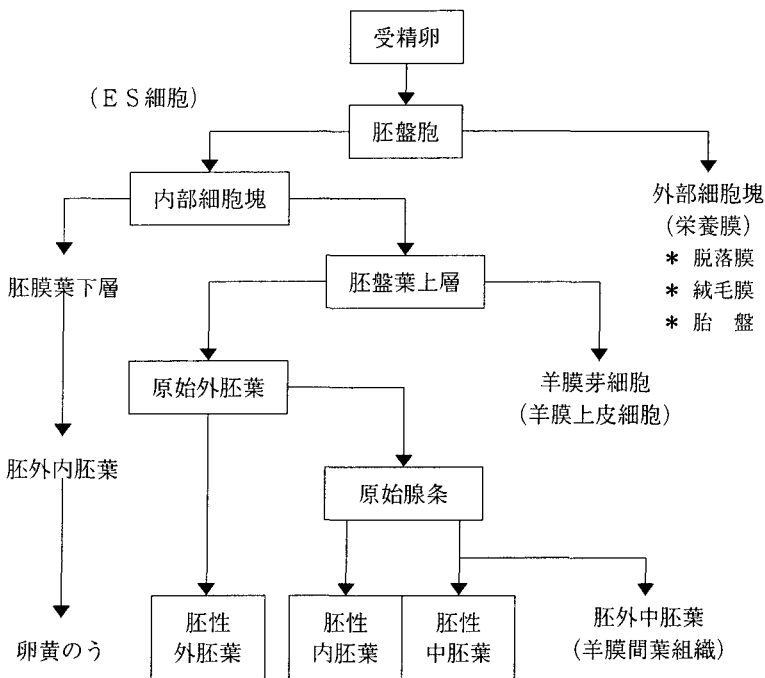 受精卵
(ES細胞)
胚盤胞
内部細胞塊
外部細胞塊
(栄養膜)
* 脱落膜
* 絨毛膜
* 胎 盤
胚膜葉下層
胚盤葉上層
原始外胚葉
羊膜芽細胞
(羊膜上皮細胞)
胚外内胚葉
原始腺条
卵黄のう
胚性
外胚葉
胚性
内胚葉
胚性
中胚葉
胚外中胚葉
(羊膜間葉組織)